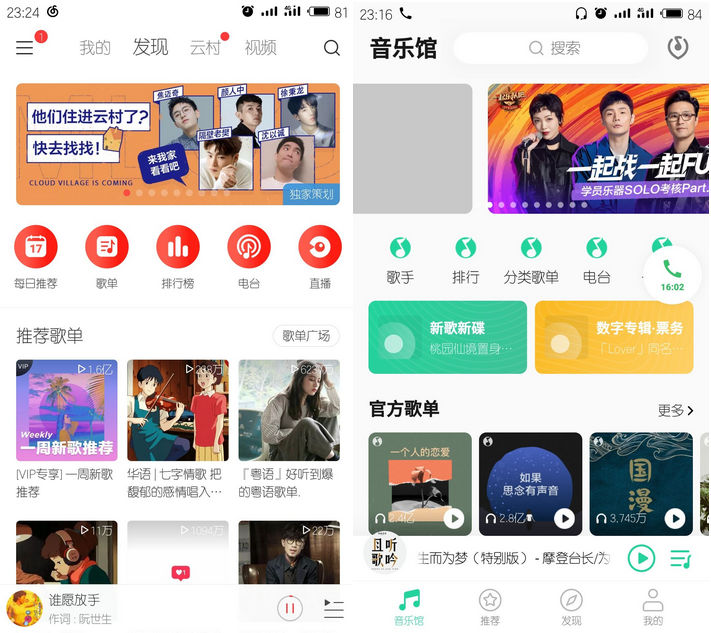 23:24
81
1
我的
发现
云村
视频
他们住进云村了?
快去找找!
焦迈奇
颜人中
徐秉龙
隔壁老樊
沈以诚
来我家
看看吧
CLOUD VILLAGE IS COMING
独家策划
17
每日推荐
歌单
排行榜
电台
直播
推荐歌单
歌单广场
VIP
1.6亿
Weekly
一周新歌推荐
[VIP专享] 一周新歌
推荐
华语 | 七字情歌 把
馥郁的感情唱入…
623万
「粤语」好听到爆
的粤语歌单.
11万
1094万
1
22万
谁愿放手
作词 : 阮世生
23:16
84
音乐馆
搜索
一起战一起FU
学员乐器SOLO考核Part.
歌手
排行
分类歌单
电台
16:02
新歌新碟
桃园仙境置身…
数字专辑·票务
「Lover」同名…
官方歌单
更多
一个人的恋爱
2.4亿
如果
思念有声音
2.8亿
国
漫
3,745万
且听
歌吟
生而为梦（特别版） - 摩登台长/为
音乐馆
推荐
发现
我的